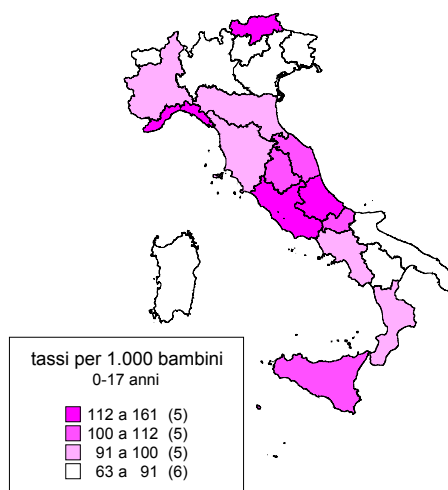 tassi per 1.000 bambini
0-17 anni
112 a 161 (5)
100 a 112 (5)
91 a 100 (5)
63 a 91 (6)